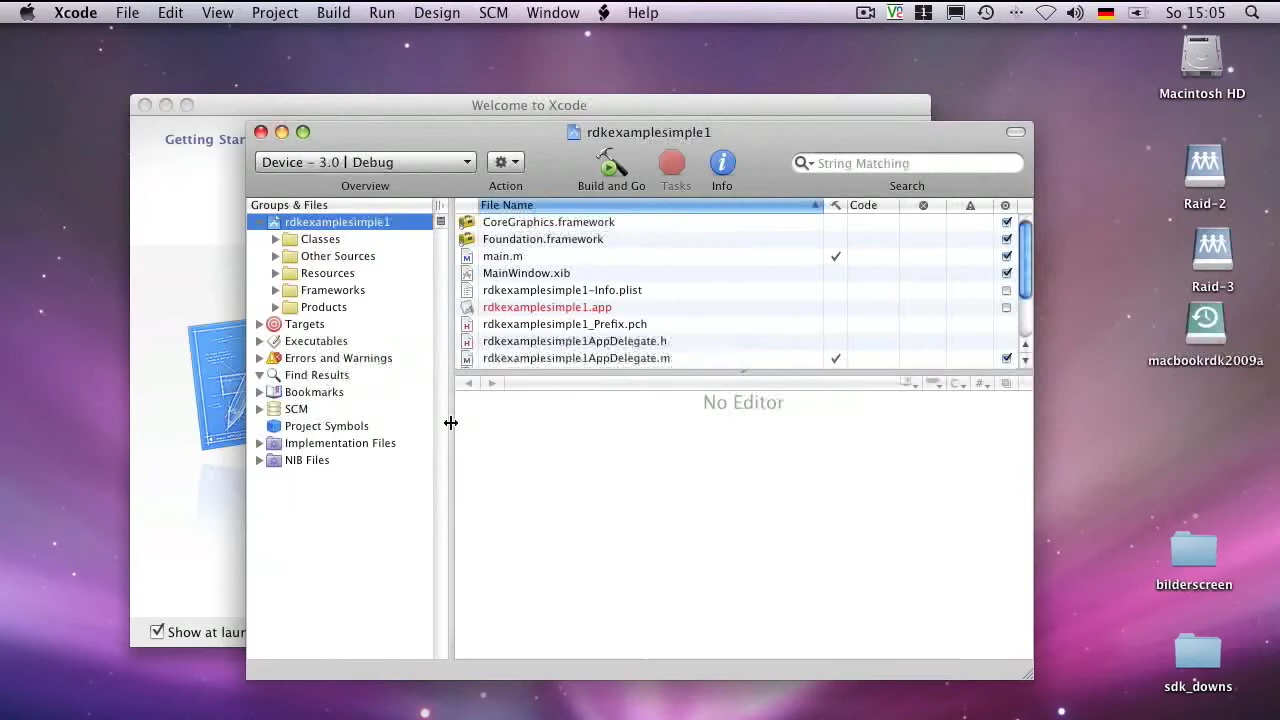 Xcode File Edit View Project Build Run Design SCM Window Help So 15:05
Macintosh HD
Welcome to Xcode
rdkexamplesimple1
Getting Star
Device - 3.0 | Debug
String Matching
Overview Action Build and Go Tasks Info Search
Groups & Files File Name Code
rdkexamplesimple1 CoreGraphics.framework
Classes Foundation.framework
Other Sources main.m
Resources MainWindow.xib
Frameworks rdkexamplesimple1-Info.plist
Products rdkexamplesimple1.app
Targets rdkexamplesimple1_Prefix.pch
Executables rdkexamplesimple1AppDelegate.h
Errors and Warnings rdkexamplesimple1AppDelegate.m
Find Results
Bookmarks
SCM
Project Symbols
Implementation Files
NIB Files
No Editor
Show at laun
Raid-2
Raid-3
macbookrdk2009a
bilderscreen
sdk_downs